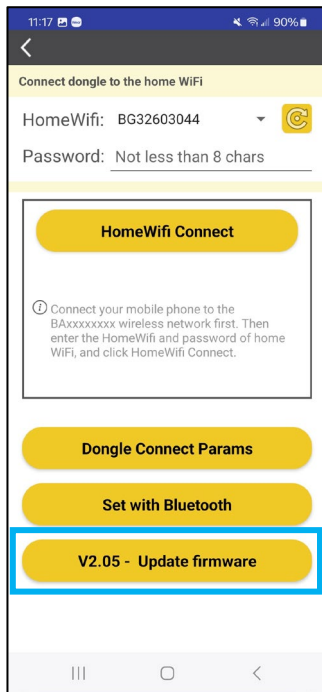 11:17 90%
Connect dongle to the home WiFi
HomeWifi: BG32603044
Password: Not less than 8 chars
HomeWifi Connect
Connect your mobile phone to the
BAxxxxxxxx wireless network first. Then
enter the HomeWifi and password of home
WiFi, and click HomeWifi Connect.
Dongle Connect Params
Set with Bluetooth
V2.05 - Update firmware